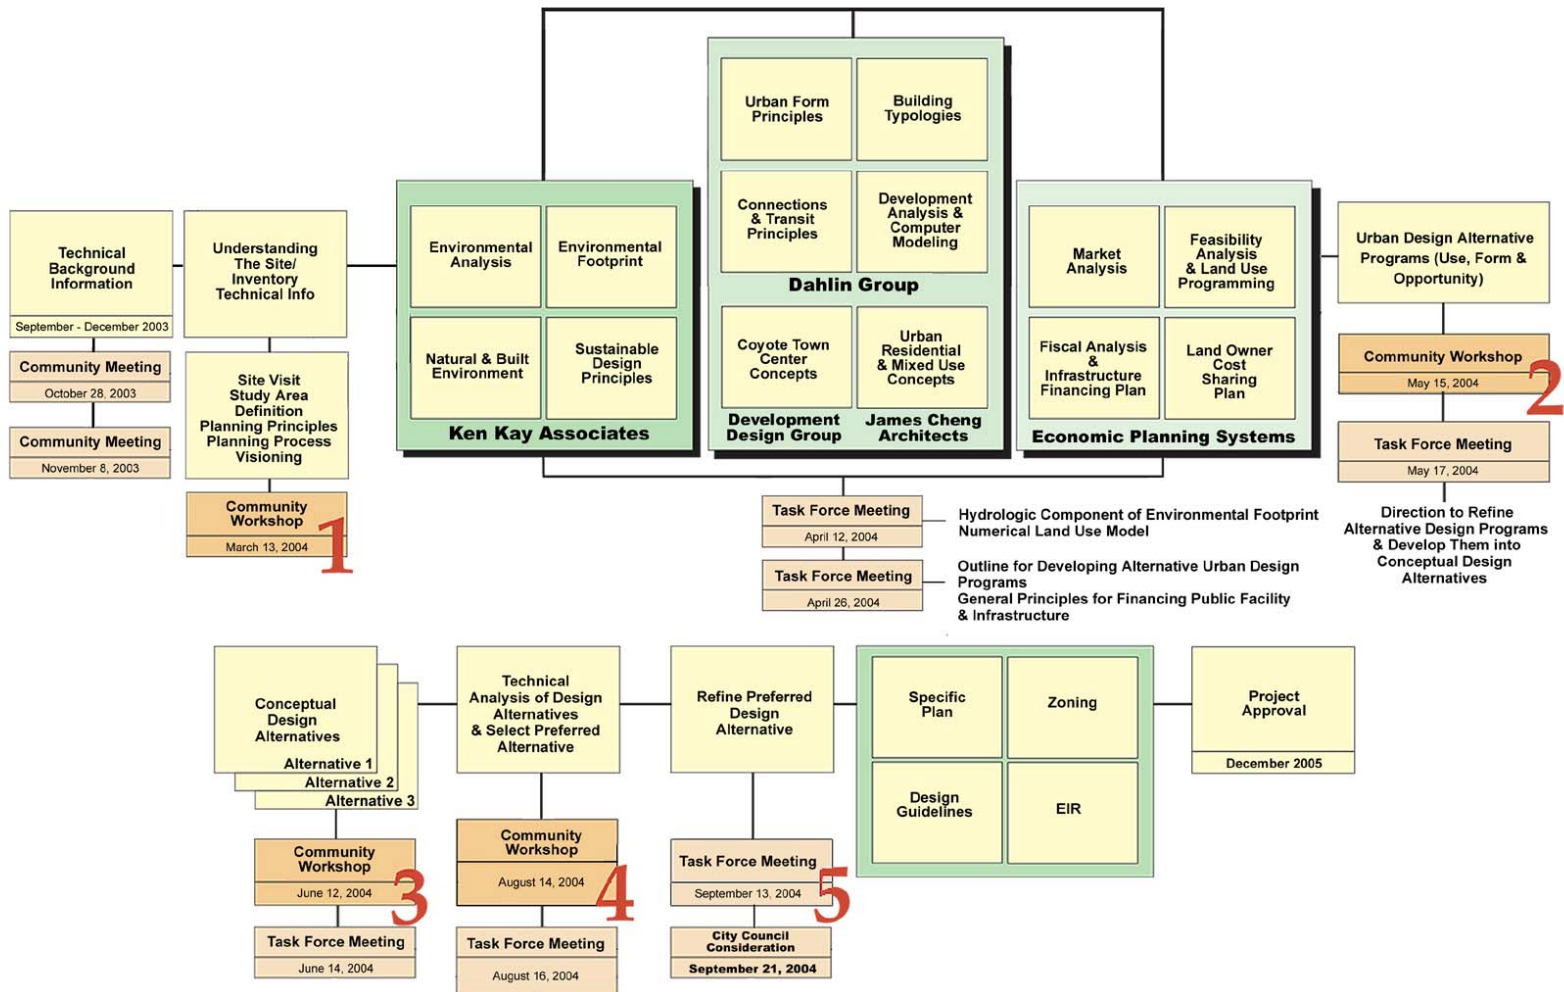 Technical
Background
Information
September - December 2003
Community Meeting
October 28, 2003
Community Meeting
November 8, 2003
Understanding
The Site/
Inventory
Technical Info
Site Visit
Study Area
Definition
Planning Principles
Planning Process
Visioning
Community
Workshop
March 13, 2004
1
Environmental
Analysis
Environmental
Footprint
Natural & Built
Environment
Sustainable
Design
Principles
Ken Kay Associates
Urban Form
Principles
Building
Typologies
Connections
& Transit
Principles
Development
Analysis &
Computer
Modeling
Dahlin Group
Coyote Town
Center
Concepts
Urban
Residential
& Mixed Use
Concepts
Development
Design Group
James Cheng
Architects
Market
Analysis
Feasibility
Analysis
& Land Use
Programming
Fiscal Analysis
&
Infrastructure
Financing Plan
Land Owner
Cost
Sharing
Plan
Economic Planning Systems
Task Force Meeting
April 12, 2004
Hydrologic Component of Environmental Footprint
Numerical Land Use Model
Task Force Meeting
April 26, 2004
Outline for Developing Alternative Urban Design
Programs
General Principles for Financing Public Facility
& Infrastructure
Urban Design Alternative
Programs (Use, Form &
Opportunity)
Community Workshop
May 15, 2004
2
Task Force Meeting
May 17, 2004
Direction to Refine
Alternative Design Programs
& Develop Them into
Conceptual Design
Alternatives
Conceptual
Design
Alternatives
Alternative 1
Alternative 2
Alternative 3
Community
Workshop
June 12, 2004
3
Task Force Meeting
June 14, 2004
Technical
Analysis of Design
Alternatives
& Select Preferred
Alternative
Community
Workshop
August 14, 2004
4
Task Force Meeting
August 16, 2004
Refine Preferred
Design
Alternative
Task Force Meeting
September 13, 2004
5
City Council
Consideration
September 21, 2004
Specific
Plan
Zoning
Design
Guidelines
EIR
Project
Approval
December 2005